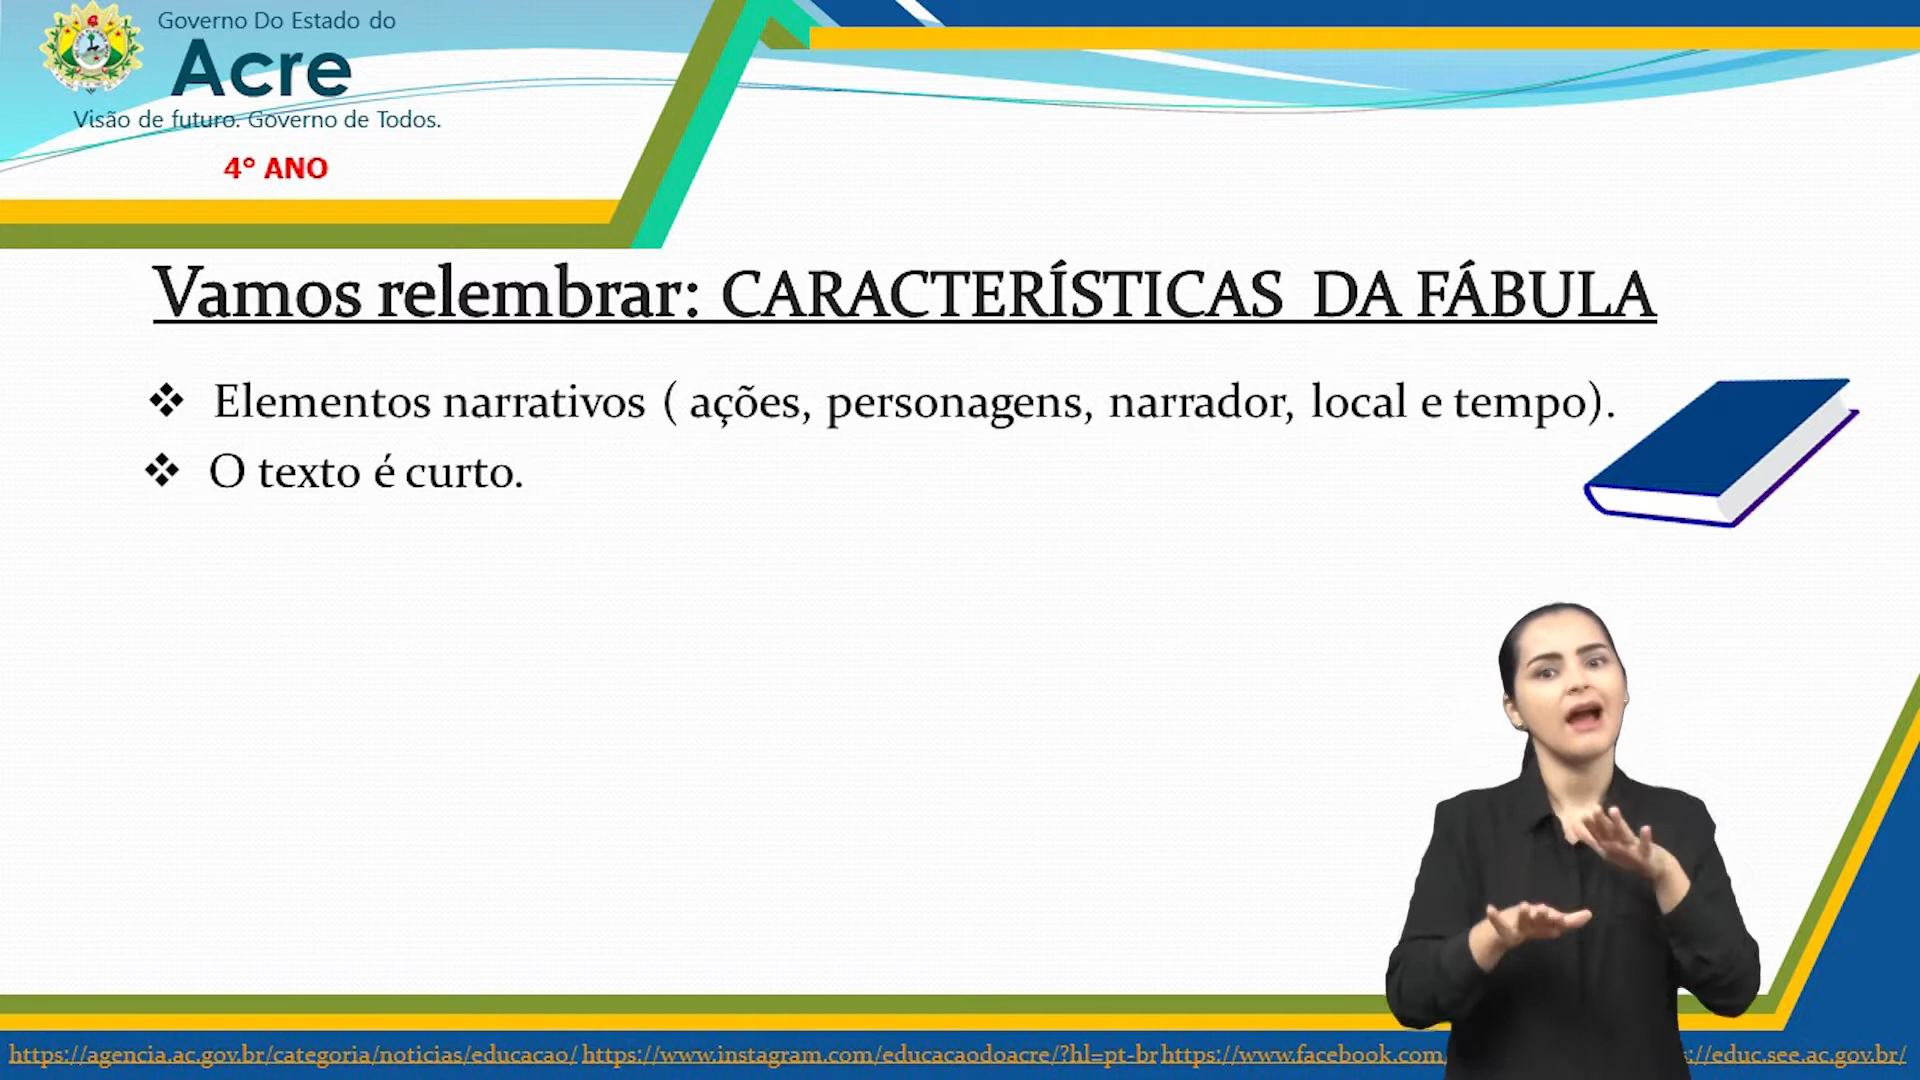 Governo Do Estado do
Acre
Visão de futuro. Governo de Todos.
4° ANO
Vamos relembrar: CARACTERÍSTICAS DA FÁBULA
❖ Elementos narrativos ( ações, personagens, narrador, local e tempo).
❖ O texto é curto.
https://agencia.ac.gov.br/categoria/noticias/educacao/ https://www.instagram.com/educacaodoacre/?hl=pt-br https://www.facebook.com ://educ.see.ac.gov.br/